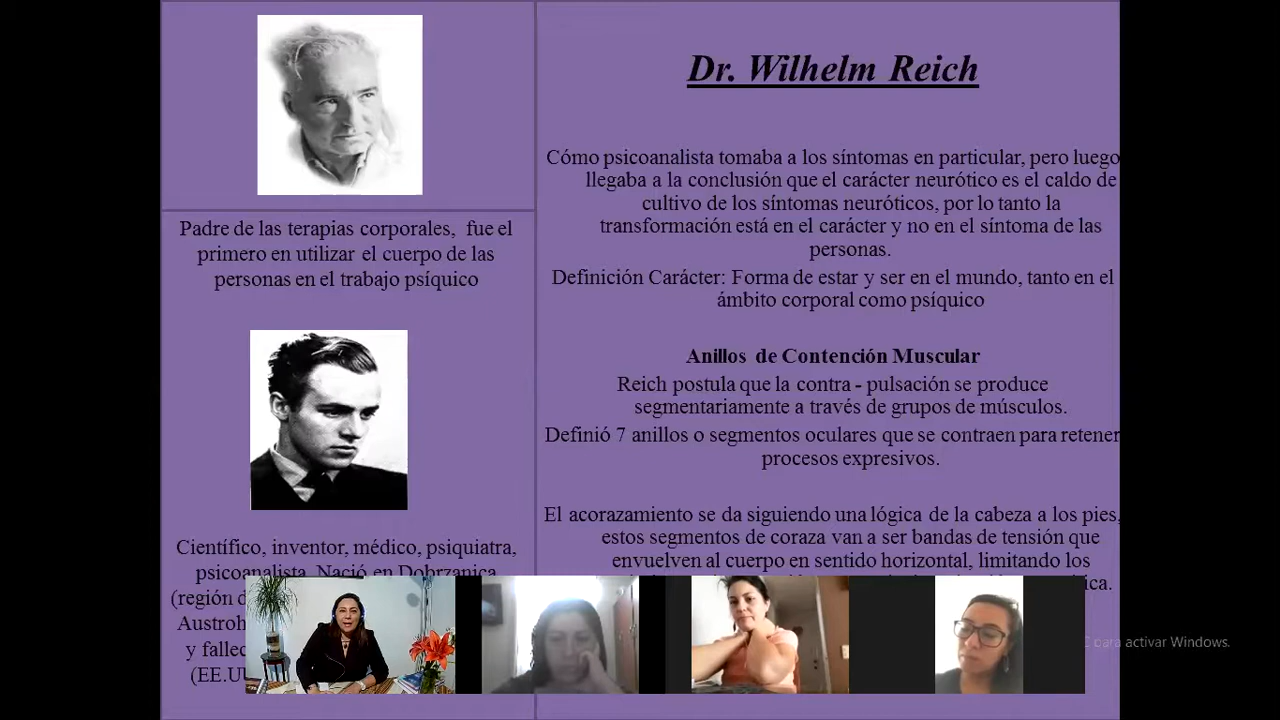 Dr. Wilhelm Reich
Padre de las terapias corporales, fue el
primero en utilizar el cuerpo de las
personas en el trabajo psíquico
Científico, inventor, médico, psiquiatra,
psicoanalista. Nació en Dobrzanica
(región d
Austroh
y fallec
(EE.U
Cómo psicoanalista tomaba a los síntomas en particular, pero luego
llegaba a la conclusión que el carácter neurótico es el caldo de
cultivo de los síntomas neuróticos, por lo tanto la
transformación está en el carácter y no en el síntoma de las
personas.
Definición Carácter: Forma de estar y ser en el mundo, tanto en el
ámbito corporal como psíquico
Anillos de Contención Muscular
Reich postula que la contra - pulsación se produce
segmentariamente a través de grupos de músculos.
Definió 7 anillos o segmentos oculares que se contraen para retener
procesos expresivos.
El acorazamiento se da siguiendo una lógica de la cabeza a los pies,
estos segmentos de coraza van a ser bandas de tensión que
envuelven al cuerpo en sentido horizontal, limitando los
para activar Windows.